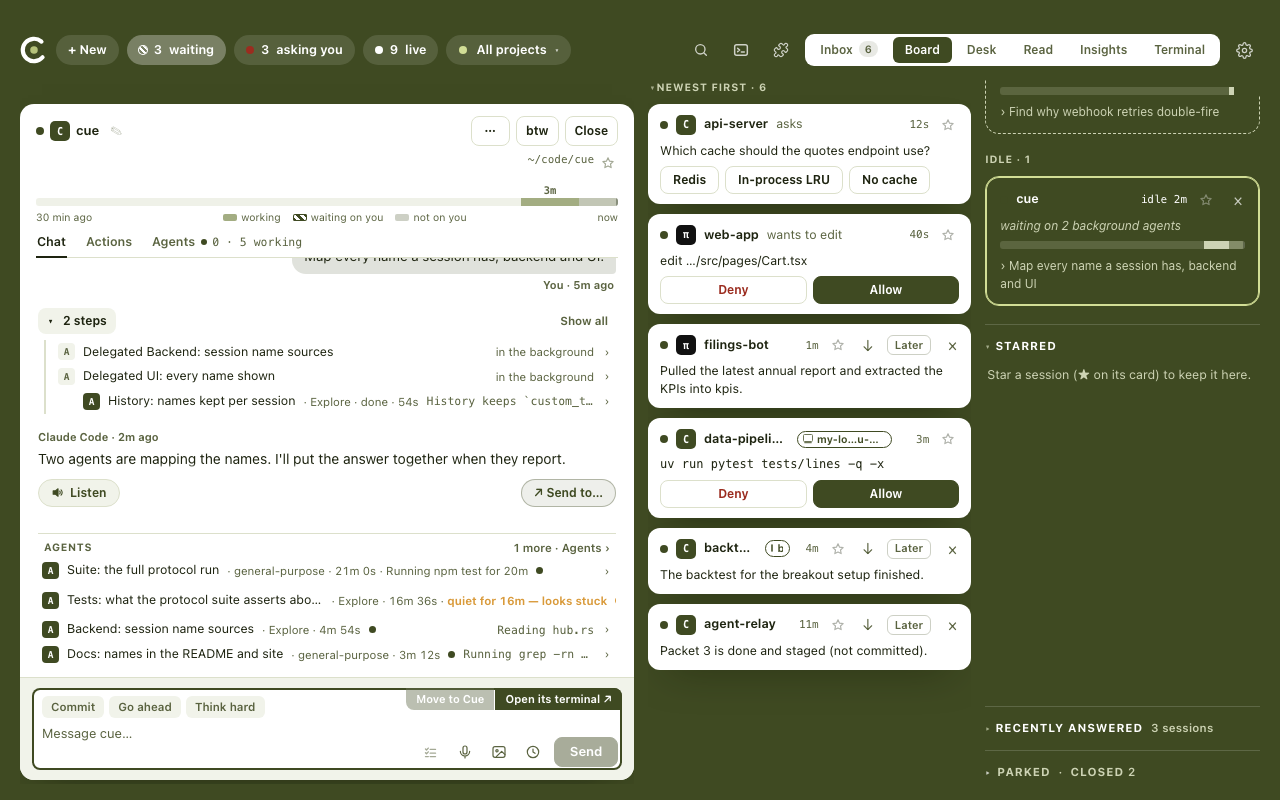 + New
3 waiting
3 asking you
9 live
All projects
Inbox 6
Board
Desk
Read
Insights
Terminal
C cue
···
btw
Close
~/code/cue
3m
30 min ago
working
waiting on you
not on you
now
Chat
Actions
Agents 0 · 5 working
Map every name a session has, backend and UI.
You · 5m ago
2 steps
Show all
A Delegated Backend: session name sources in the background ›
A Delegated UI: every name shown in the background ›
A History: names kept per session · Explore · done · 54s History keeps `custom_t… ›
Claude Code · 2m ago
Two agents are mapping the names. I'll put the answer together when they report.
Listen
Send to...
AGENTS
1 more · Agents ›
A Suite: the full protocol run · general-purpose · 21m 0s · Running npm test for 20m ›
A Tests: what the protocol suite asserts abo… · Explore · 16m 36s · quiet for 16m — looks stuck
A Backend: session name sources · Explore · 4m 54s Reading hub.rs ›
A Docs: names in the README and site · general-purpose · 3m 12s Running grep −rn … ›
Commit
Go ahead
Think hard
Move to Cue
Open its terminal ↗
Message cue…
Send
NEWEST FIRST · 6
C api-server asks 12s
Which cache should the quotes endpoint use?
Redis
In-process LRU
No cache
π web-app wants to edit 40s
edit …/src/pages/Cart.tsx
Deny
Allow
π filings-bot 1m Later ×
Pulled the latest annual report and extracted the
KPIs into kpis.
C data-pipeli… my-lo…u-… 3m
uv run pytest tests/lines −q −x
Deny
Allow
C backt… 4m Later ×
The backtest for the breakout setup finished.
C agent-relay 11m Later ×
Packet 3 is done and staged (not committed).
› Find why webhook retries double-fire
IDLE · 1
cue idle 2m ×
waiting on 2 background agents
› Map every name a session has, backend
and UI
STARRED
Star a session (★ on its card) to keep it here.
RECENTLY ANSWERED 3 sessions
PARKED · CLOSED 2